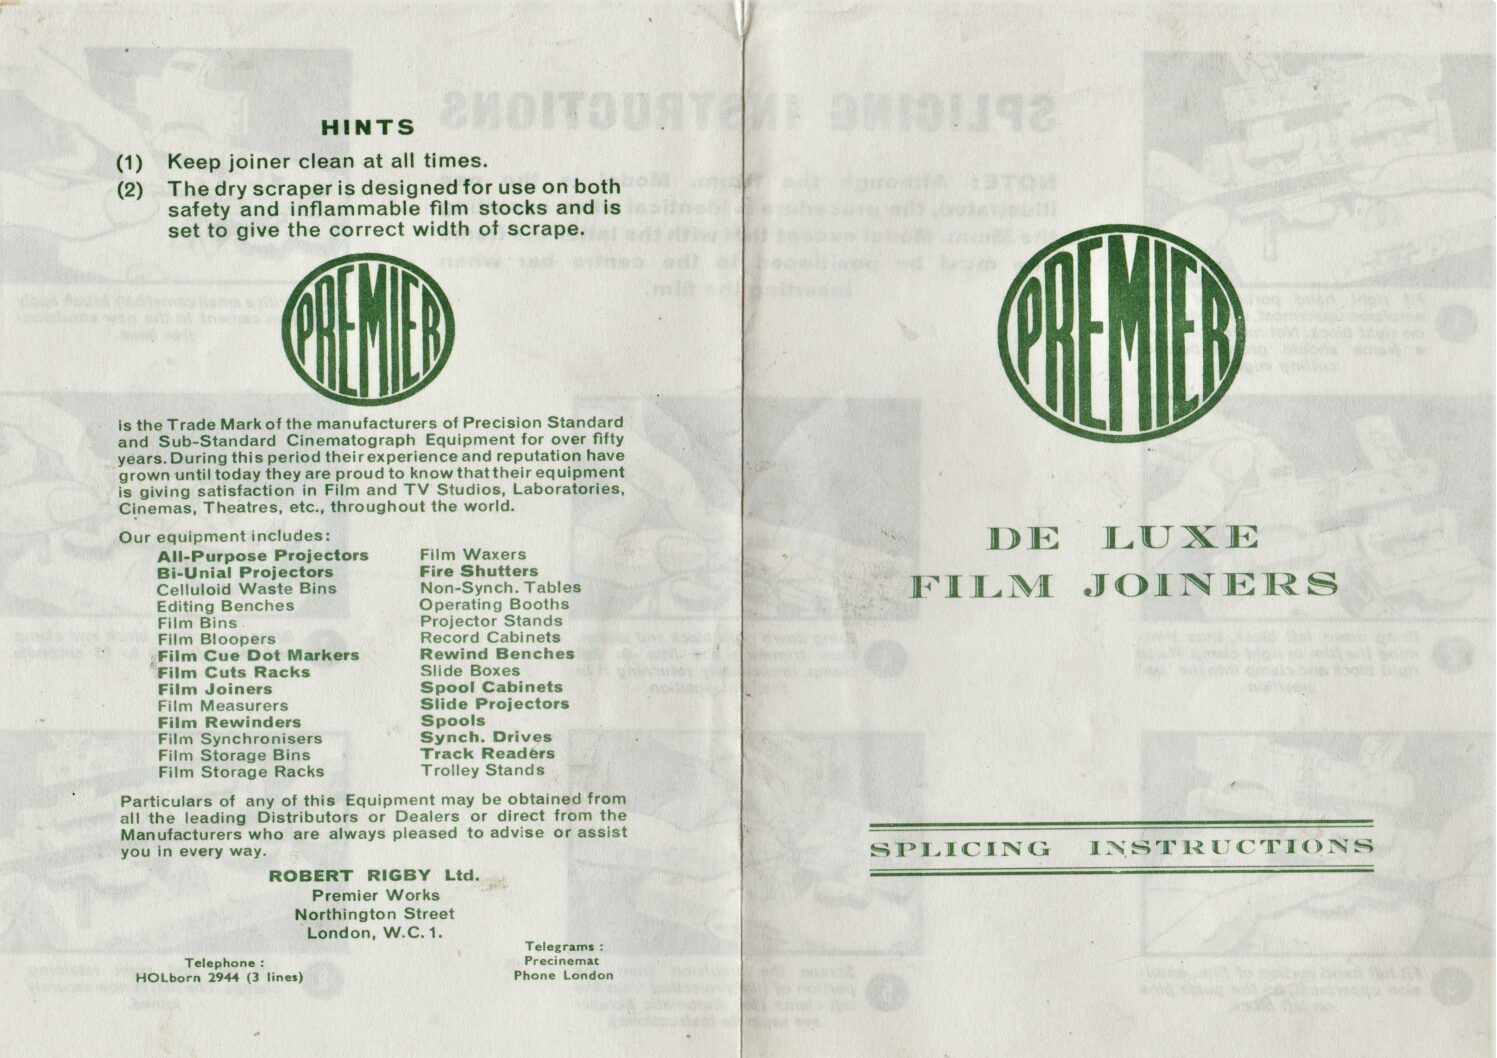 HINTS
(1) Keep joiner clean at all times.
(2) The dry scraper is designed for use on both
safety and inflammable film stocks and is
set to give the correct width of scrape.
PREMIER
is the Trade Mark of the manufacturers of Precision Standard
and Sub-Standard Cinematograph Equipment for over fifty
years. During this period their experience and reputation have
grown until today they are proud to know that their equipment
is giving satisfaction in Film and TV Studios, Laboratories,
Cinemas, Theatres, etc., throughout the world.
Our equipment includes:
All-Purpose Projectors
Bi-Unial Projectors
Celluloid Waste Bins
Editing Benches
Film Bins
Film Bloopers
Film Cue Dot Markers
Film Cuts Racks
Film Joiners
Film Measurers
Film Rewinders
Film Synchronisers
Film Storage Bins
Film Storage Racks
Film Waxers
Fire Shutters
Non-Synch. Tables
Operating Booths
Projector Stands
Record Cabinets
Rewind Benches
Slide Boxes
Spool Cabinets
Slide Projectors
Spools
Synch. Drives
Track Readers
Trolley Stands
Particulars of any of this Equipment may be obtained from
all the leading Distributors or Dealers or direct from the
Manufacturers who are always pleased to advise or assist
you in every way.
ROBERT RIGBY Ltd.
Premier Works
Northington Street
London, W.C.1.
Telephone :
HOLborn 2944 (3 lines)
Telegrams :
Precinemat
Phone London
PREMIER
DE LUXE
FILM JOINERS
SPLICING INSTRUCTIONS